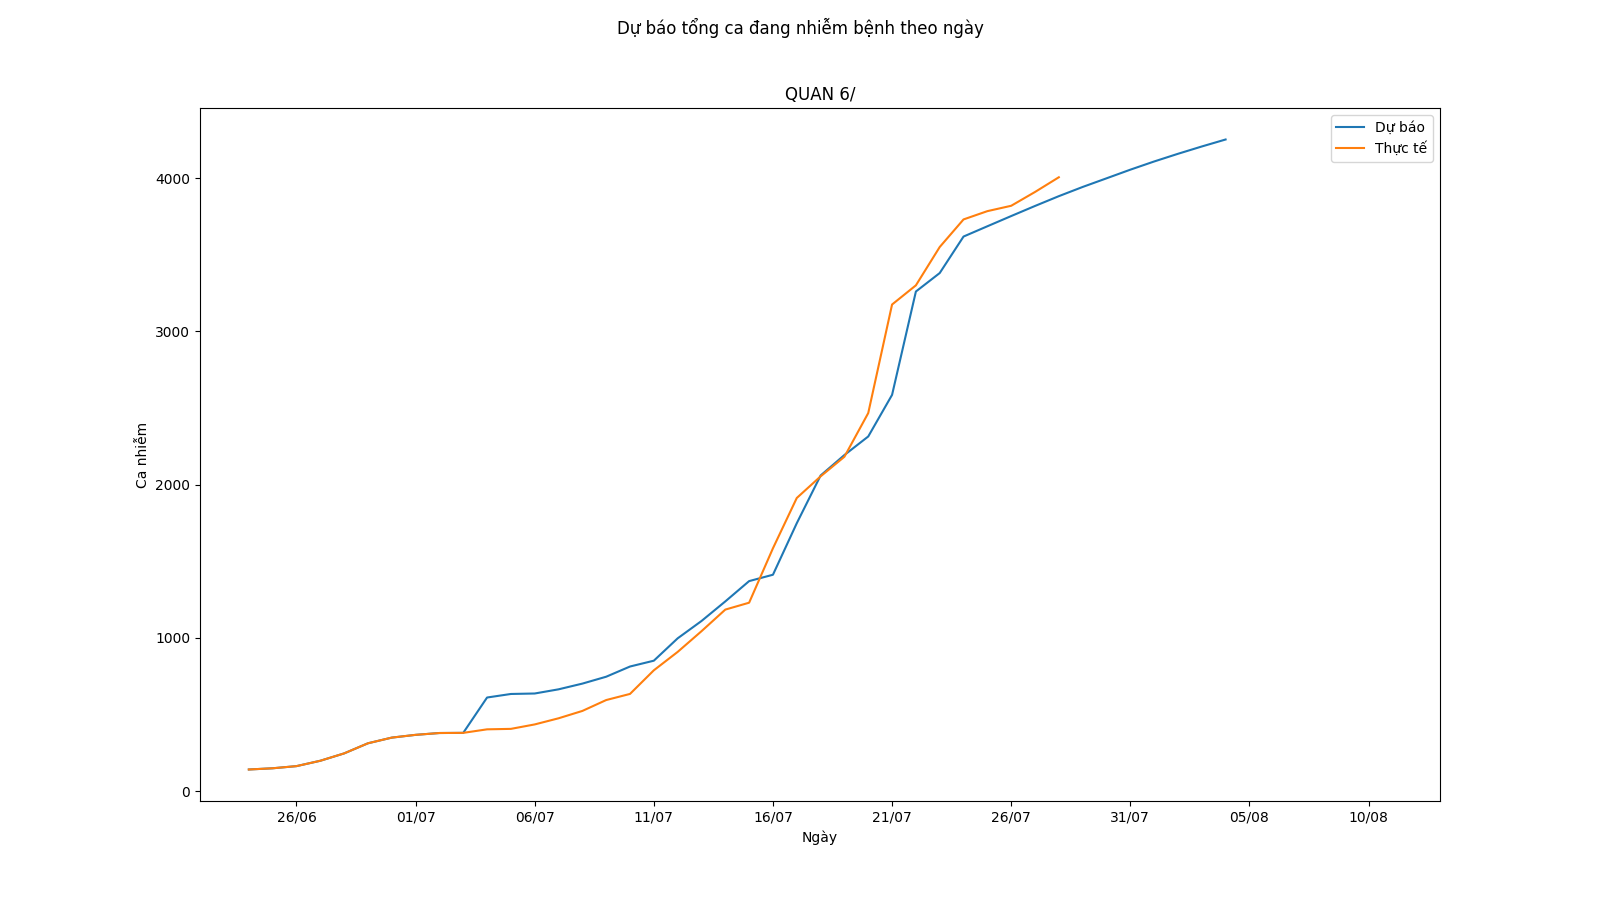 Dự báo tổng ca đang nhiễm bệnh theo ngày
QUAN 6/
Dự báo
Thực tế
4000
3000
2000
1000
0
Ca nhiễm
26/06 01/07 06/07 11/07 16/07 21/07 26/07 31/07 05/08 10/08
Ngày